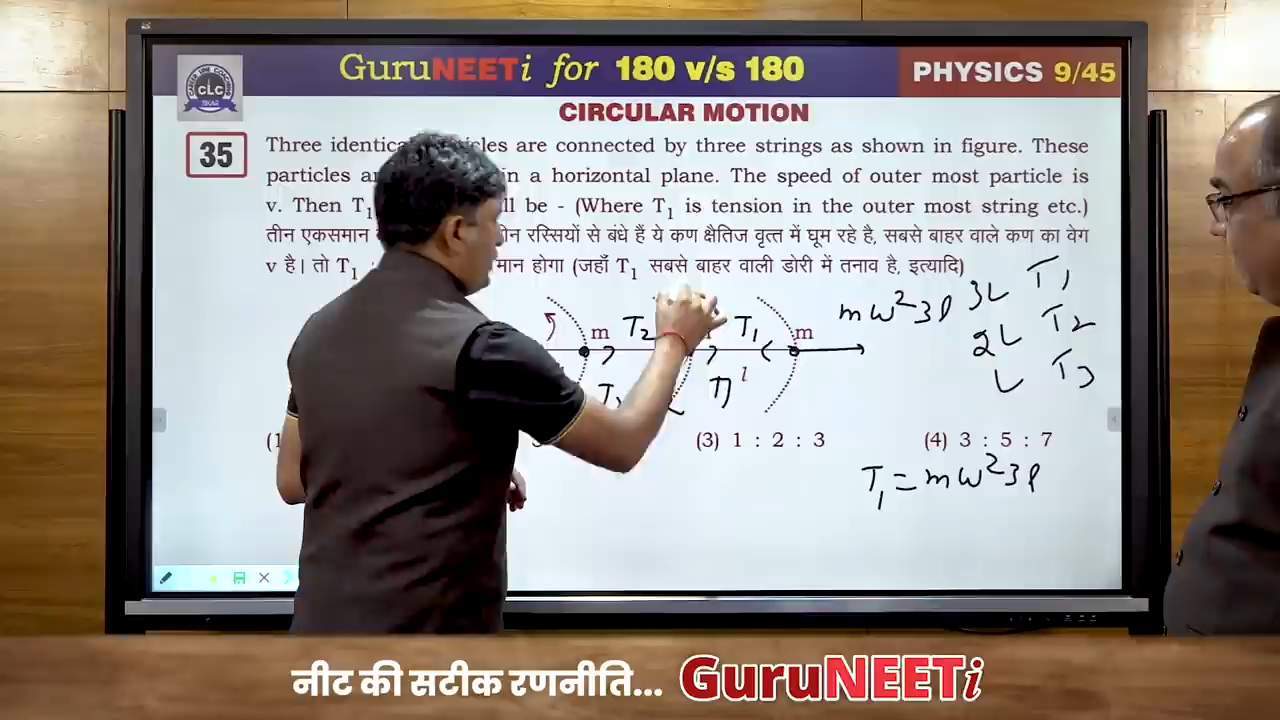 GuruNEETi for 180 v/s 180
PHYSICS 9/45
CLC
SIKAR
CIRCULAR MOTION
35
Three identical are connected by three strings as shown in figure. These
particles in a horizontal plane. The speed of outer most particle is
v. Then T1 be - (Where T1 is tension in the outer most string etc.)
तीन एकसमान रस्सियों से बंधे हैं ये कण क्षैतिज वृत्त में घूम रहे है, सबसे बाहर वाले कण का वेग
v है। तो T1 होगा (जहाँ T1 सबसे बाहर वाली डोरी में तनाव है, इत्यादि)
m T2 T1 m
mω²3l
3L T1
2L T2
L T3
T1 l
(3) 1 : 2 : 3
(4) 3 : 5 : 7
T1 = mω²3l
नीट की सटीक रणनीति... GuruNEETi